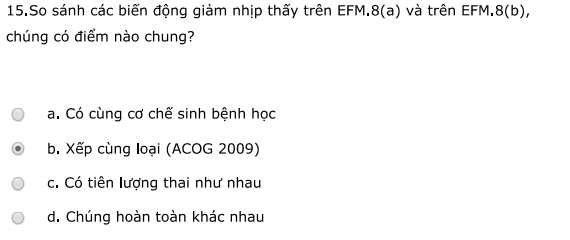 15.So sánh các biến động giảm nhịp thấy trên EFM.8(a) và trên EFM.8(b),
chúng có điểm nào chung?
a. Có cùng cơ chế sinh bệnh học
b. Xếp cùng loại (ACOG 2009)
c. Có tiên lượng thai như nhau
d. Chúng hoàn toàn khác nhau